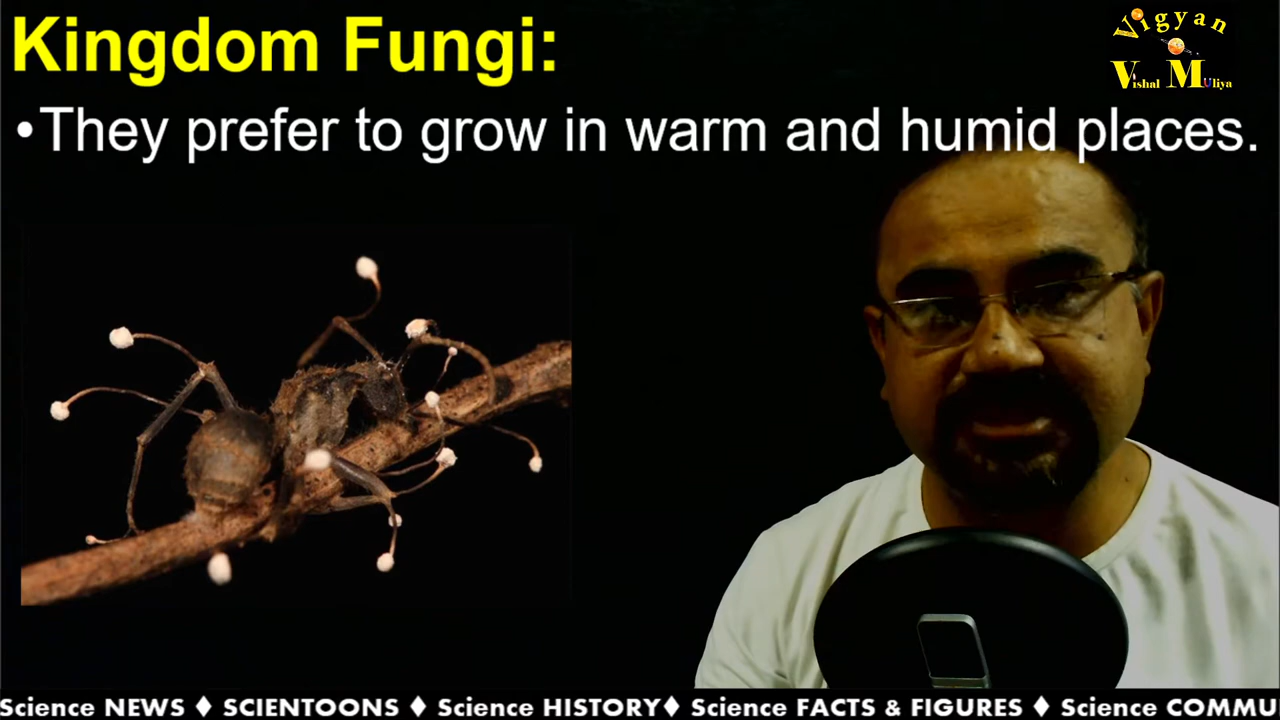 Kingdom Fungi:
Vigyan
•They prefer to grow in warm and humid places.
Vishal Muliya
Science NEWS ♦ SCIENTOONS ♦ Science HISTORY♦ Science FACTS & FIGURES ♦ Science COMMU